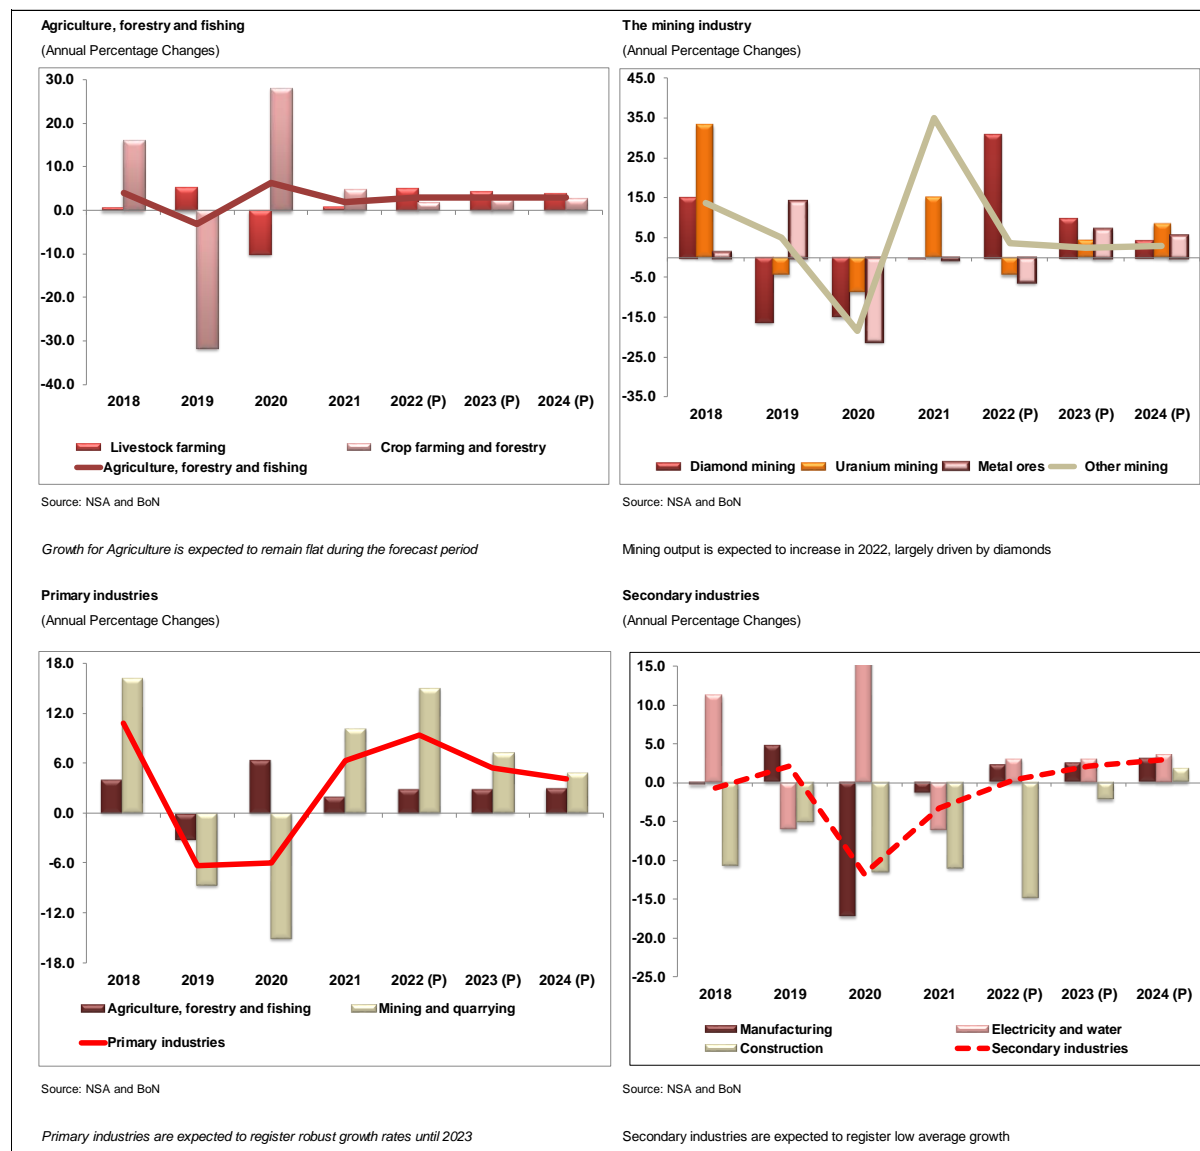 Agriculture, forestry and fishing
(Annual Percentage Changes)
30.0
20.0
10.0
0.0
-10.0
-20.0
-30.0
-40.0
2018 2019 2020 2021 2022 (P) 2023 (P) 2024 (P)
Livestock farming Crop farming and forestry
Agriculture, forestry and fishing
Source: NSA and BoN
Growth for Agriculture is expected to remain flat during the forecast period
The mining industry
(Annual Percentage Changes)
45.0
35.0
25.0
15.0
5.0
-5.0
-15.0
-25.0
-35.0
2018 2019 2020 2021 2022 (P) 2023 (P) 2024 (P)
Diamond mining Uranium mining Metal ores Other mining
Source: NSA and BoN
Mining output is expected to increase in 2022, largely driven by diamonds
Primary industries
(Annual Percentage Changes)
18.0
12.0
6.0
0.0
-6.0
-12.0
-18.0
2018 2019 2020 2021 2022 (P) 2023 (P) 2024 (P)
Agriculture, forestry and fishing Mining and quarrying
Primary industries
Source: NSA and BoN
Primary industries are expected to register robust growth rates until 2023
Secondary industries
(Annual Percentage Changes)
15.0
10.0
5.0
0.0
-5.0
-10.0
-15.0
-20.0
-25.0
2018 2019 2020 2021 2022 (P) 2023 (P) 2024 (P)
Manufacturing Electricity and water
Construction Secondary industries
Source: NSA and BoN
Secondary industries are expected to register low average growth